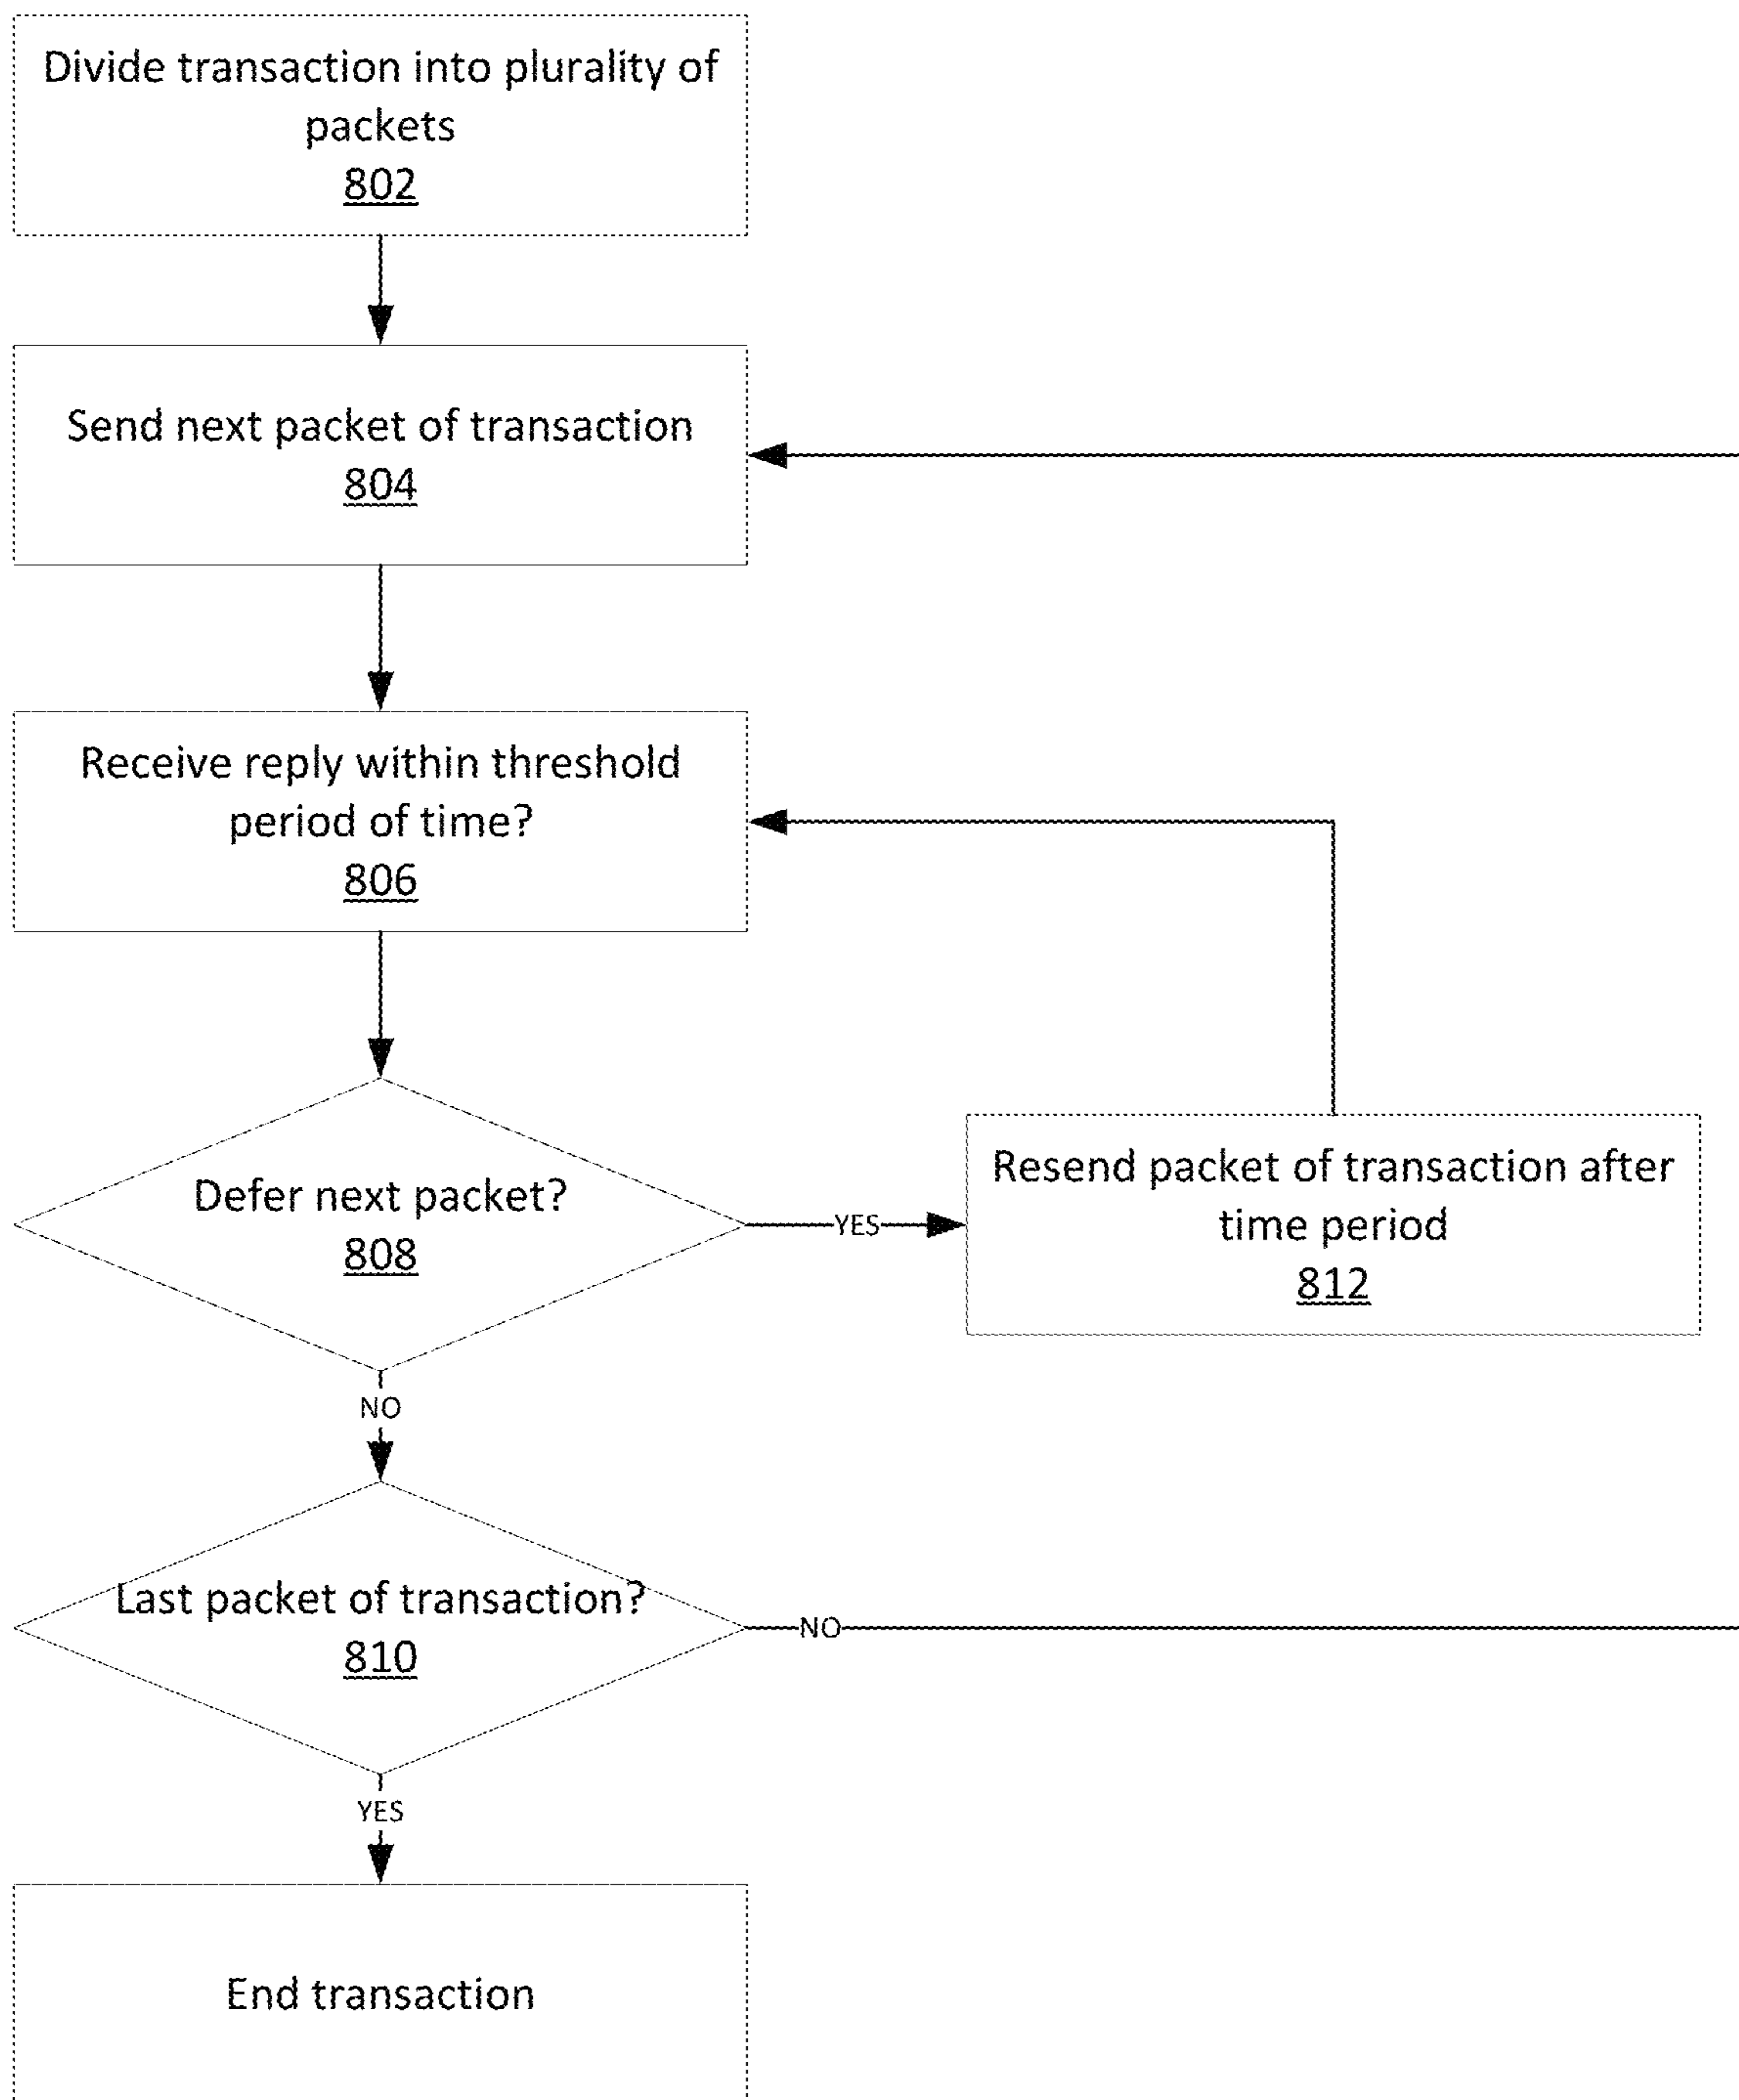 Divide transaction into plurality of
packets
802
Send next packet of transaction
804
Receive reply within threshold
period of time?
806
Defer next packet?
808
YES
Resend packet of transaction after
time period
812
NO
Last packet of transaction?
810
NO
YES
End transaction